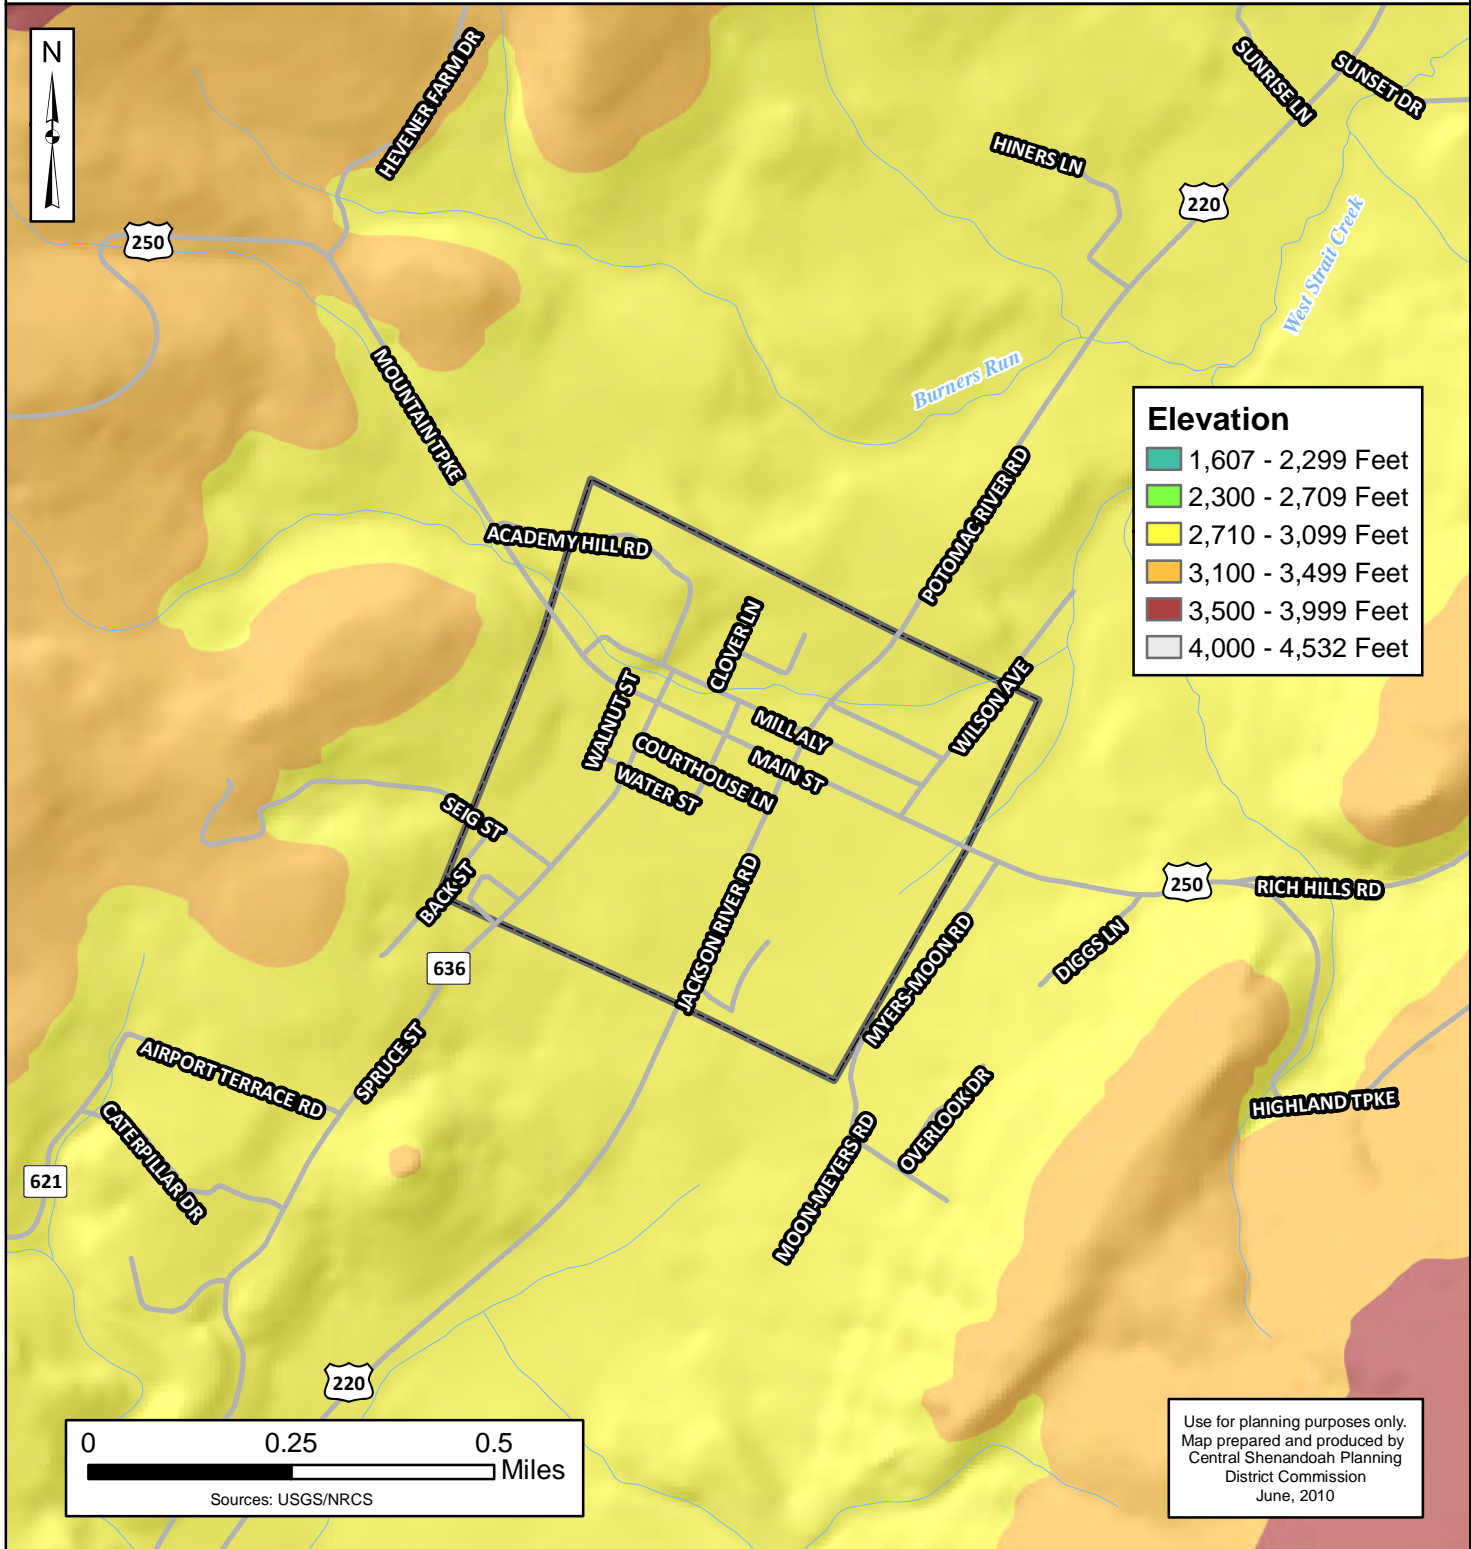 N
HEVENER FARM DR
SUNRISE LN
SUNSET DR
HINERS LN
220
250
West Strait Creek
MOUNTAIN TPKE
Burners Run
Elevation
1,607 - 2,299 Feet
2,300 - 2,709 Feet
2,710 - 3,099 Feet
3,100 - 3,499 Feet
3,500 - 3,999 Feet
4,000 - 4,532 Feet
POTOMAC RIVER RD
ACADEMY HILL RD
CLOVER LN
WALNUT ST
WILSON AVE
MILL ALY
COURTHOUSE LN
MAIN ST
WATER ST
SEIG ST
BACK ST
JACKSON RIVER RD
250
RICH HILLS RD
DIGGS LN
MYERS-MOON RD
636
SPRUCE ST
AIRPORT TERRACE RD
OVERLOOK DR
HIGHLAND TPKE
CATERPILLAR DR
MOON-MEYERS RD
621
220
0 0.25 0.5
Miles
Sources: USGS/NRCS
Use for planning purposes only.
Map prepared and produced by
Central Shenandoah Planning
District Commission
June, 2010